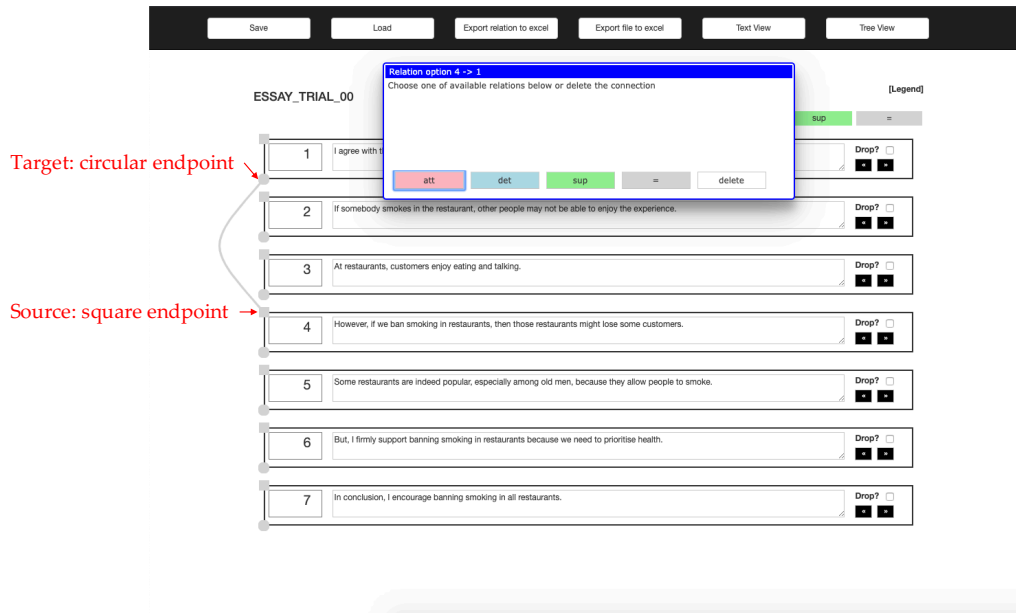 Save Load Export relation to excel Export file to excel Text View Tree View
Relation option 4 -> 1
Choose one of available relations below or delete the connection
ESSAY_TRIAL_00
[Legend]
sup =
Target: circular endpoint
1 I agree with t Drop?
« »
att det sup = delete
2 If somebody smokes in the restaurant, other people may not be able to enjoy the experience. Drop?
« »
3 At restaurants, customers enjoy eating and talking. Drop?
« »
Source: square endpoint
4 However, if we ban smoking in restaurants, then those restaurants might lose some customers. Drop?
« »
5 Some restaurants are indeed popular, especially among old men, because they allow people to smoke. Drop?
« »
6 But, I firmly support banning smoking in restaurants because we need to prioritise health. Drop?
« »
7 In conclusion, I encourage banning smoking in all restaurants. Drop?
« »